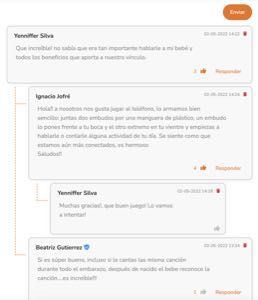 Enviar
Yenniffer Silva
02-05-2022 14:22
Que increíble! no sabía que era tan importante hablarle a mi bebé y
todos los beneficios que aporta a nuestro vínculo.
3
Responder
Ignacio Jofré
02-05-2022 14:26
Hola!! a nosotros nos gusta jugar al teléfono, lo armamos bien
sencillo: juntas dos embudos por una manguera de plástico, un embudo
lo pones frente a tu boca y el otro extremo en tu vientre y empiezas a
hablarle o contarle alguna actividad de tu día. Se siente como que
estamos aún más conectados, es hermoso
Saludos!!
4
Responder
Yenniffer Silva
02-05-2022 14:28
Muchas gracias!, que buen juego! Lo vamos
a intentar!
Beatriz Gutierrez
02-05-2022 13:34
Si es súper bueno, incluso si le cantas las misma canción
durante todo el embarazo, después de nacido el bebe reconoce la
canción....es increíble!!!
Responder